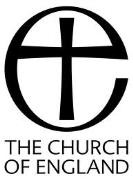 THE CHURCH
OF ENGLAND